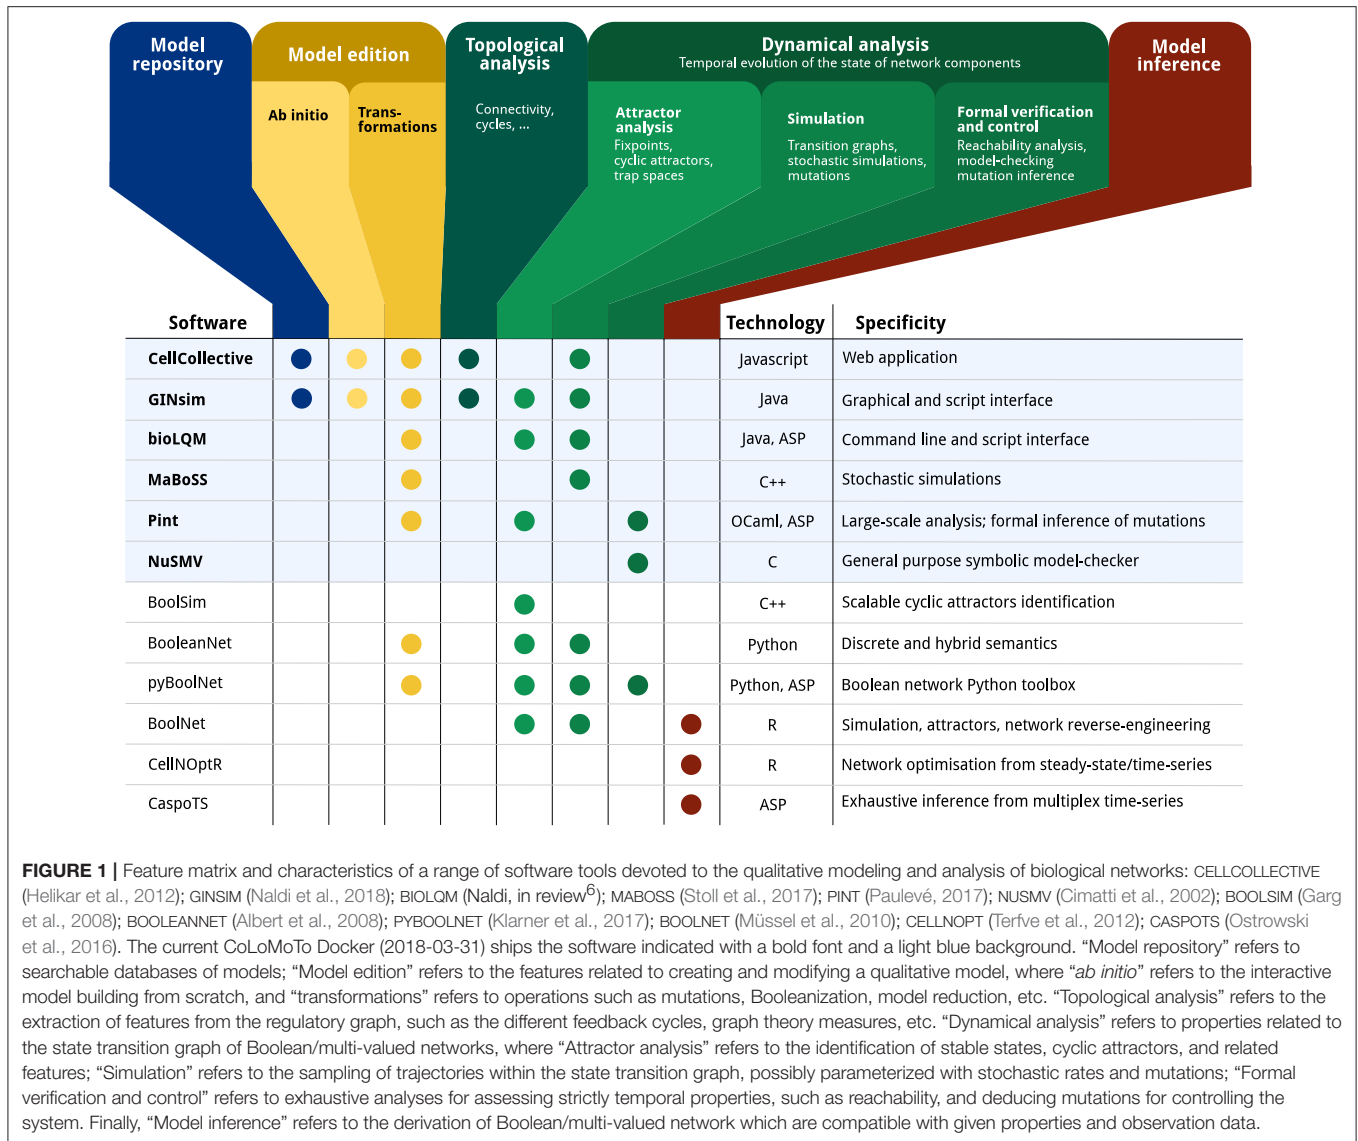 Model
repository
Model edition
Topological
analysis
Dynamical analysis
Temporal evolution of the state of network components
Model
inference
Ab initio
Trans-
formations
Connectivity,
cycles, ...
Attractor
analysis
Fixpoints,
cyclic attractors,
trap spaces
Simulation
Transition graphs,
stochastic simulations,
mutations
Formal verification
and control
Reachability analysis,
model-checking
mutation inference
Software Technology Specificity
CellCollective Javascript Web application
GINsim Java Graphical and script interface
bioLQM Java, ASP Command line and script interface
MaBoSS C++ Stochastic simulations
Pint OCaml, ASP Large-scale analysis; formal inference of mutations
NuSMV C General purpose symbolic model-checker
BoolSim C++ Scalable cyclic attractors identification
BooleanNet Python Discrete and hybrid semantics
pyBoolNet Python, ASP Boolean network Python toolbox
BoolNet R Simulation, attractors, network reverse-engineering
CellNOptR R Network optimisation from steady-state/time-series
CaspoTS ASP Exhaustive inference from multiplex time-series
FIGURE 1 | Feature matrix and characteristics of a range of software tools devoted to the qualitative modeling and analysis of biological networks: CELLCOLLECTIVE
(Helikar et al., 2012); GINSIM (Naldi et al., 2018); BIOLQM (Naldi, in review6); MABOSS (Stoll et al., 2017); PINT (Paulevé, 2017); NUSMV (Cimatti et al., 2002); BOOLSIM (Garg
et al., 2008); BOOLEANNET (Albert et al., 2008); PYBOOLNET (Klarner et al., 2017); BOOLNET (Müssel et al., 2010); CELLNOPT (Terfve et al., 2012); CASPOTS (Ostrowski
et al., 2016). The current CoLoMoTo Docker (2018-03-31) ships the software indicated with a bold font and a light blue background. “Model repository” refers to
searchable databases of models; “Model edition” refers to the features related to creating and modifying a qualitative model, where “ab initio” refers to the interactive
model building from scratch, and “transformations” refers to operations such as mutations, Booleanization, model reduction, etc. “Topological analysis” refers to the
extraction of features from the regulatory graph, such as the different feedback cycles, graph theory measures, etc. “Dynamical analysis” refers to properties related to
the state transition graph of Boolean/multi-valued networks, where “Attractor analysis” refers to the identification of stable states, cyclic attractors, and related
features; “Simulation” refers to the sampling of trajectories within the state transition graph, possibly parameterized with stochastic rates and mutations; “Formal
verification and control” refers to exhaustive analyses for assessing strictly temporal properties, such as reachability, and deducing mutations for controlling the
system. Finally, “Model inference” refers to the derivation of Boolean/multi-valued network which are compatible with given properties and observation data.